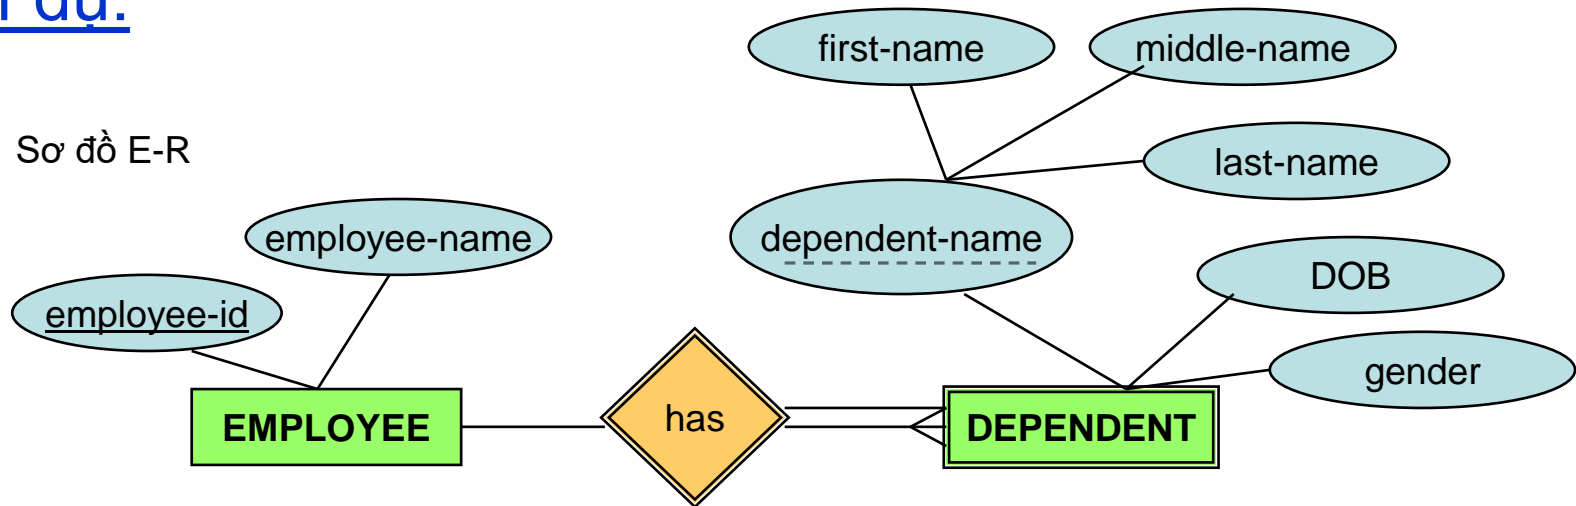 dụ:
first-name
middle-name
Sơ đồ E-R
last-name
employee-name
dependent-name
DOB
employee-id
gender
EMPLOYEE
has
DEPENDENT